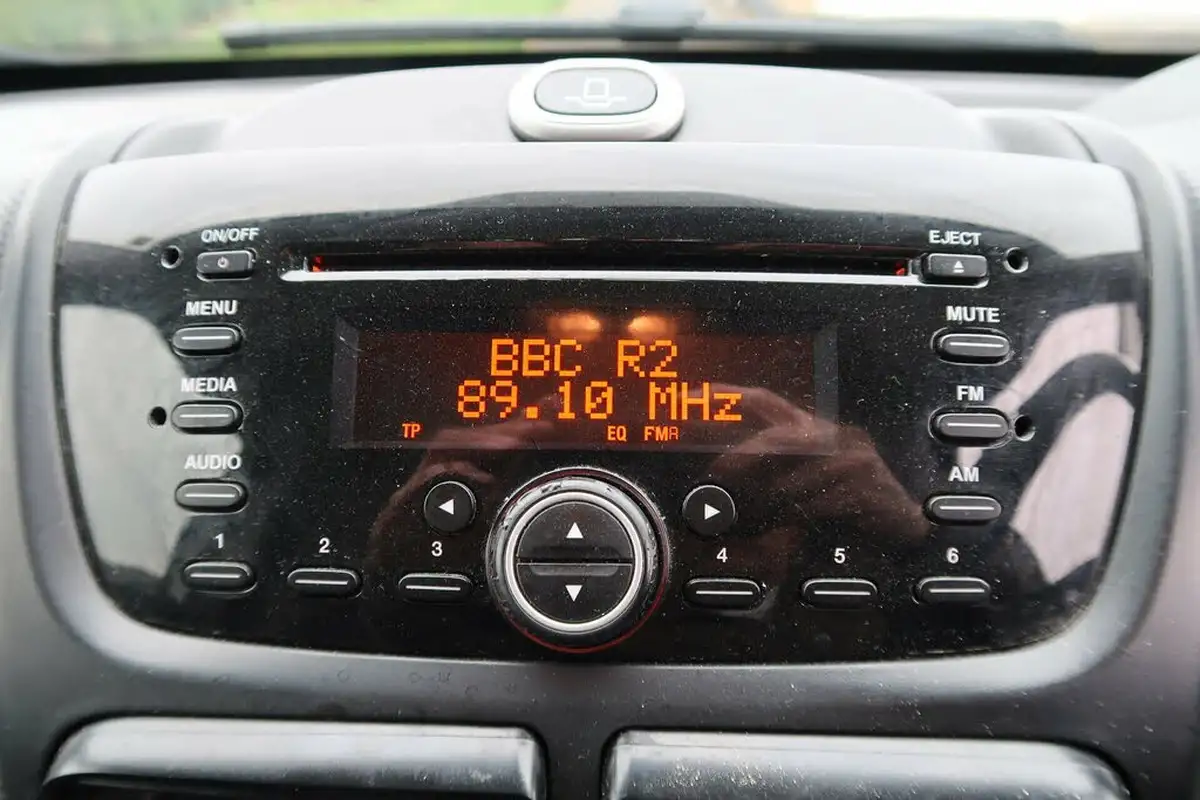 ON/OFF
EJECT
MENU
MUTE
BBC R2
MEDIA
89.10 MHz
FM
TP
EQ FMA
AUDIO
AM
1
2
3
4
5
6